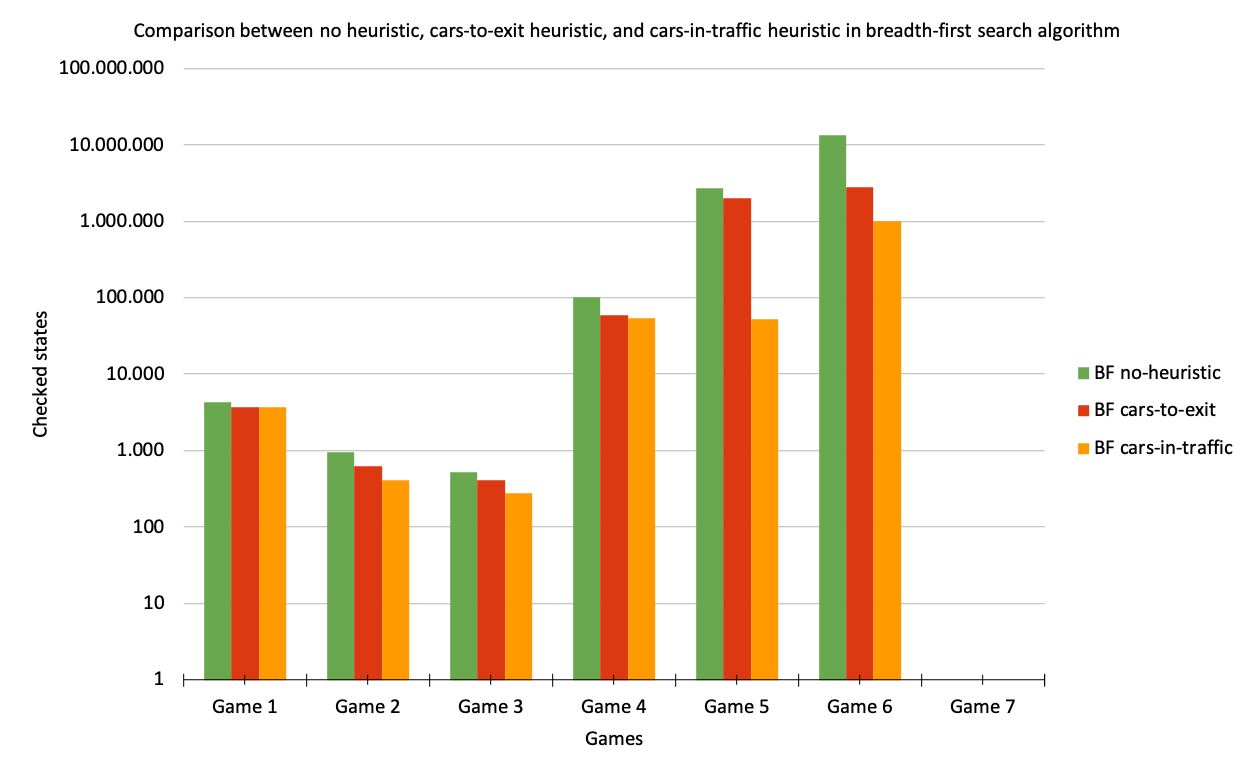 Comparison between no heuristic, cars-to-exit heuristic, and cars-in-traffic heuristic in breadth-first search algorithm
100.000.000
10.000.000
1.000.000
100.000
10.000
1.000
100
10
1
Checked states
Game 1
Game 2
Game 3
Game 4
Game 5
Game 6
Game 7
Games
BF no-heuristic
BF cars-to-exit
BF cars-in-traffic